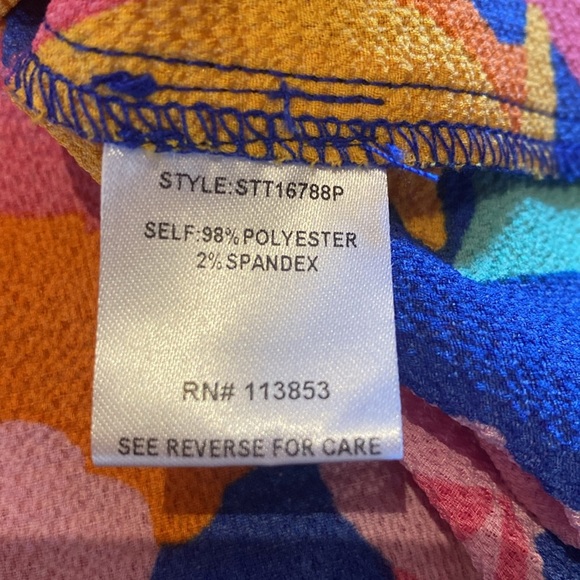 STYLE:STT16788P
SELF:98% POLYESTER
2% SPANDEX
RN# 113853
SEE REVERSE FOR CARE